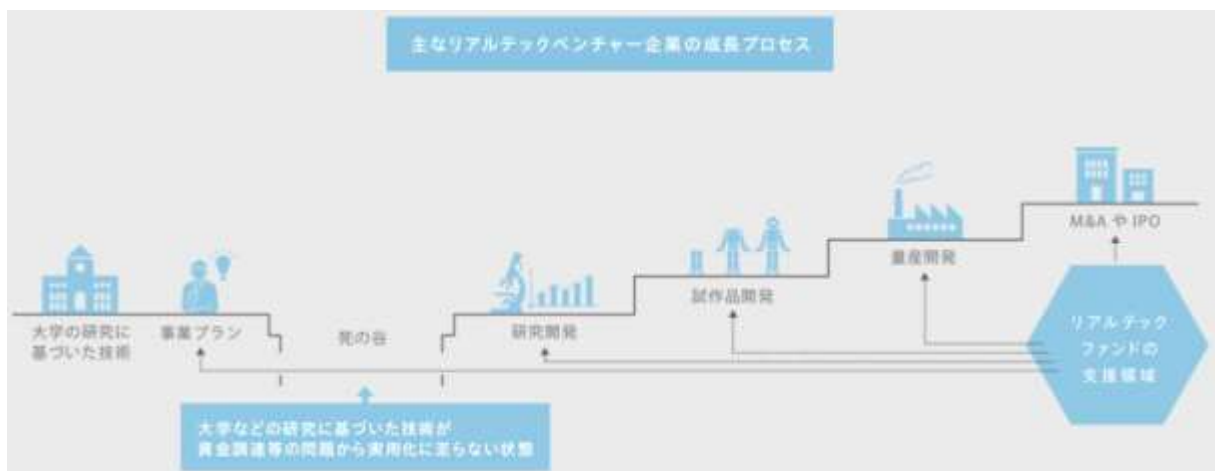 主なリアルテックベンチャー企業の成長プロセス
M&A や IPO
量産開発
試作品開発
大学の研究に
基づいた技術
事業プラン
死の谷
研究開発
リアルテック
ファンドの
支援領域
大学などの研究に基づいた技術が
資金調達等の問題から実用化に至らない状態